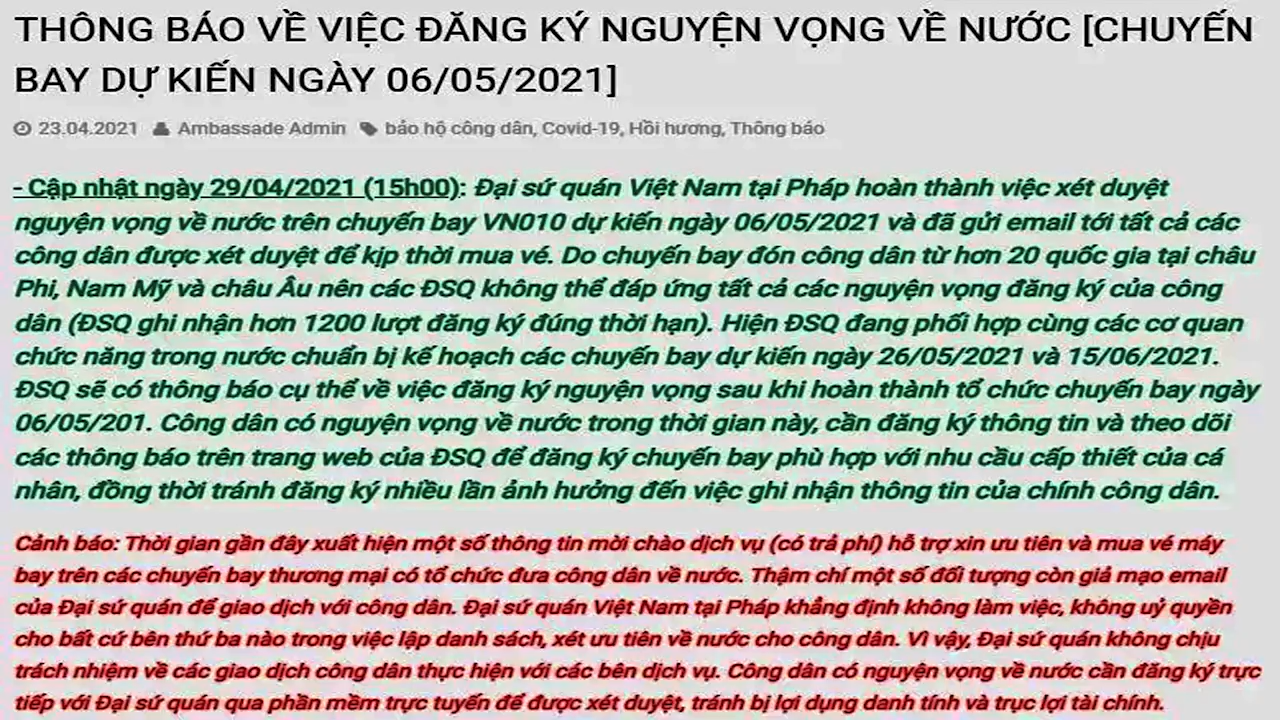 THÔNG BÁO VỀ VIỆC ĐĂNG KÝ NGUYỆN VỌNG VỀ NƯỚC [CHUYẾN
BAY DỰ KIẾN NGÀY 06/05/2021]
23.04.2021 Ambassade Admin bảo hộ công dân, Covid-19, Hồi hương, Thông báo
- Cập nhật ngày 29/04/2021 (15h00): Đại sứ quán Việt Nam tại Pháp hoàn thành việc xét duyệt
nguyện vọng về nước trên chuyến bay VN010 dự kiến ngày 06/05/2021 và đã gửi email tới tất cả các
công dân được xét duyệt để kịp thời mua vé. Do chuyến bay đón công dân từ hơn 20 quốc gia tại châu
Phi, Nam Mỹ và châu Âu nên các ĐSQ không thể đáp ứng tất cả các nguyện vọng đăng ký của công
dân (ĐSQ ghi nhận hơn 1200 lượt đăng ký đúng thời hạn). Hiện ĐSQ đang phối hợp cùng các cơ quan
chức năng trong nước chuẩn bị kế hoạch các chuyến bay dự kiến ngày 26/05/2021 và 15/06/2021.
ĐSQ sẽ có thông báo cụ thể về việc đăng ký nguyện vọng sau khi hoàn thành tổ chức chuyến bay ngày
06/05/201. Công dân có nguyện vọng về nước trong thời gian này, cần đăng ký thông tin và theo dõi
các thông báo trên trang web của ĐSQ để đăng ký chuyến bay phù hợp với nhu cầu cấp thiết của cá
nhân, đồng thời tránh đăng ký nhiều lần ảnh hưởng đến việc ghi nhận thông tin của chính công dân.
Cảnh báo: Thời gian gần đây xuất hiện một số thông tin mời chào dịch vụ (có trả phí) hỗ trợ xin ưu tiên và mua vé máy
bay trên các chuyến bay thương mại có tổ chức đưa công dân về nước. Thậm chí một số đối tượng còn giả mạo email
của Đại sứ quán để giao dịch với công dân. Đại sứ quán Việt Nam tại Pháp khẳng định không làm việc, không uỷ quyền
cho bất cứ bên thứ ba nào trong việc lập danh sách, xét ưu tiên về nước cho công dân. Vì vậy, Đại sứ quán không chịu
trách nhiệm về các giao dịch công dân thực hiện với các bên dịch vụ. Công dân có nguyện vọng về nước cần đăng ký trực
tiếp với Đại sứ quán qua phần mềm trực tuyến để được xét duyệt, tránh bị lợi dụng danh tính và trục lợi tài chính.